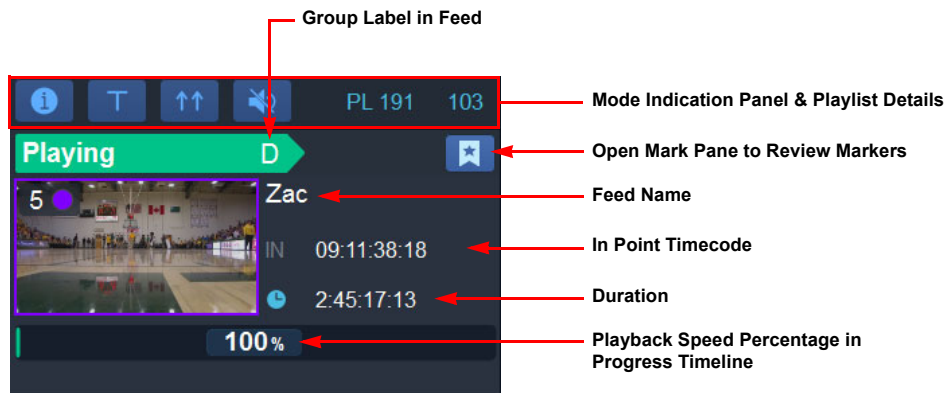 Group Label in Feed
PL 191 103
Mode Indication Panel & Playlist Details
Playing D
Open Mark Pane to Review Markers
5
Zac
Feed Name
IN 09:11:38:18
In Point Timecode
2:45:17:13
Duration
100%
Playback Speed Percentage in
Progress Timeline